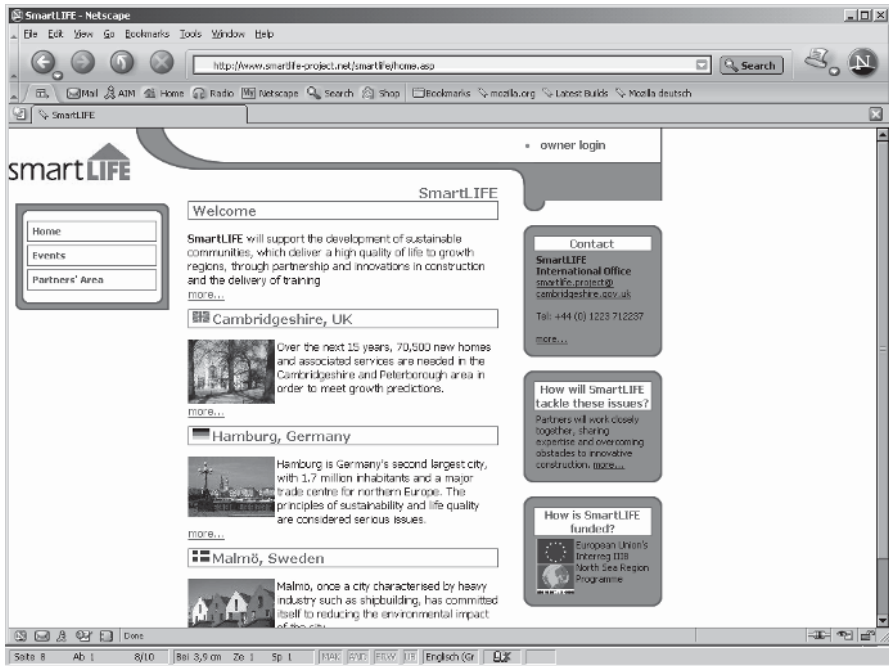 SmartLIFE - Netscape
File Edit View Go Bookmarks Tools Window Help
http://www.smartlife-project.net/smartlife/home.asp
Search
N
Mail AIM Home Radio Netscape Search Shop Bookmarks mozilla.org Latest Builds Mozilla deutsch
SmartLIFE
smartLIFE
owner login
Home
Events
Partners' Area
SmartLIFE
Welcome
SmartLIFE will support the development of sustainable
communities, which deliver a high quality of life to growth
regions, through partnership and innovations in construction
and the delivery of training
more...
Cambridgeshire, UK
Over the next 15 years, 70,500 new homes
and associated services are needed in the
Cambridgeshire and Peterborough area in
order to meet growth predictions.
more...
Hamburg, Germany
Hamburg is Germany's second largest city,
with 1.7 million inhabitants and a major
trade centre for northern Europe. The
principles of sustainability and life quality
are considered serious issues.
more...
Malmö, Sweden
Malmo, once a city characterised by heavy
industry such as shipbuilding, has committed
itself to reducing the environmental impact
of the city
Contact
SmartLIFE
International Office
smartlife.project@
cambridgeshire.gov.uk
Tel: +44 (0) 1223 712237
more...
How will SmartLIFE
tackle these issues?
Partners will work closely
together, sharing
expertise and overcoming
obstacles to innovative
construction. more...
How is SmartLIFE
funded?
European Union's
Interreg IIIB
North Sea Region
Programme
Done
Seite 8 Ab 1 8/10 Bei 3,9 cm Ze 1 Sp 1 MAK ÄND ERW ÜB Englisch (Gr